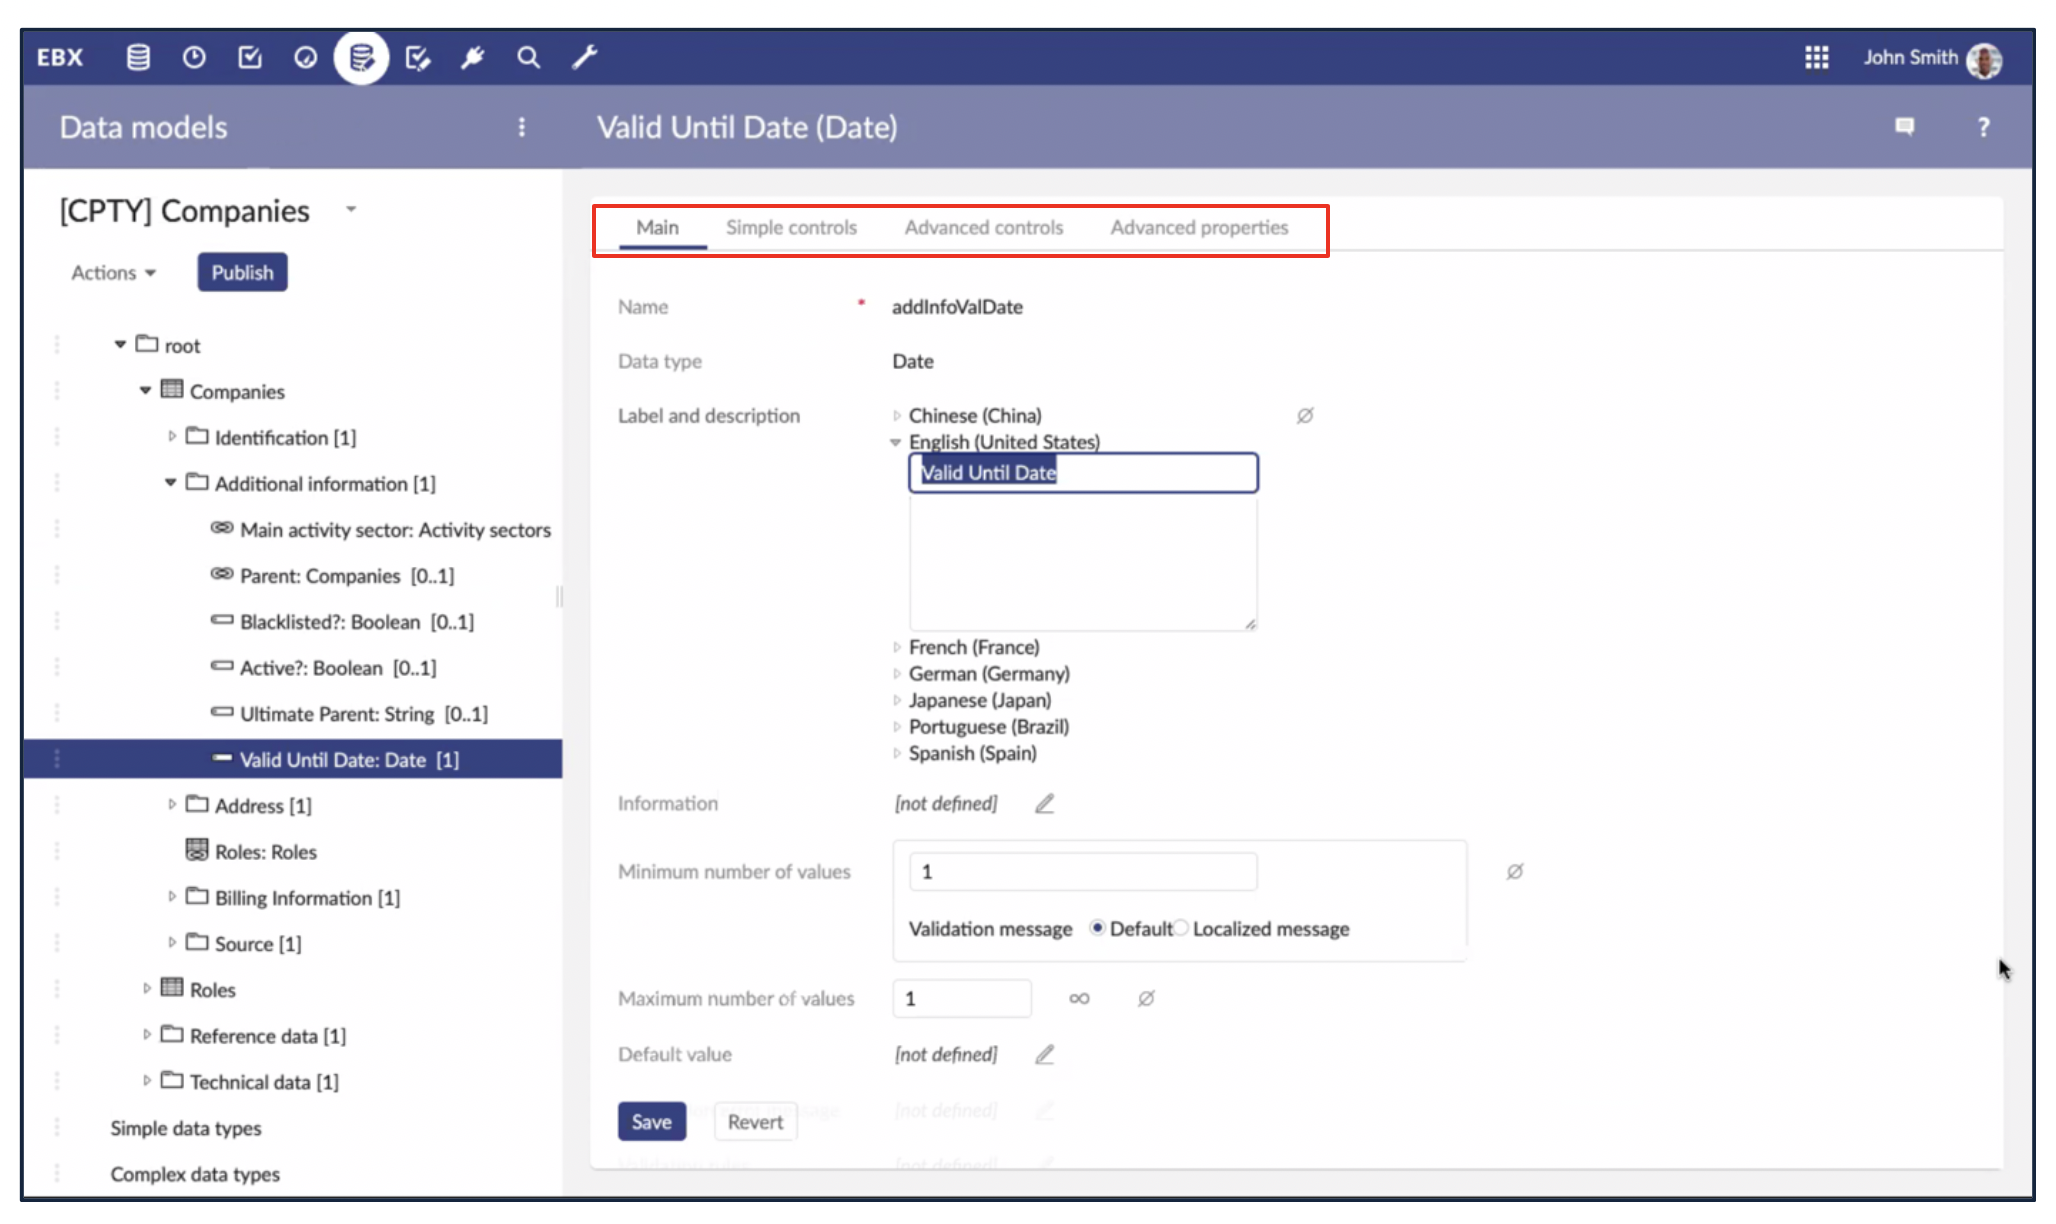 EBX
John Smith
Data models
Valid Until Date (Date)
?
[CPTY] Companies
Actions
Publish
root
Companies
Identification [1]
Additional information [1]
Main activity sector: Activity sectors
Parent: Companies [0..1]
Blacklisted?: Boolean [0..1]
Active?: Boolean [0..1]
Ultimate Parent: String [0..1]
Valid Until Date: Date [1]
Address [1]
Roles: Roles
Billing Information [1]
Source [1]
Roles
Reference data [1]
Technical data [1]
Simple data types
Complex data types
Main Simple controls Advanced controls Advanced properties
Name * addInfoValDate
Data type Date
Label and description Chinese (China)
English (United States)
Valid Until Date
French (France)
German (Germany)
Japanese (Japan)
Portuguese (Brazil)
Spanish (Spain)
Information [not defined]
Minimum number of values 1
Validation message Default Localized message
Maximum number of values 1 ∞
Default value [not defined]
[not defined]
Save Revert